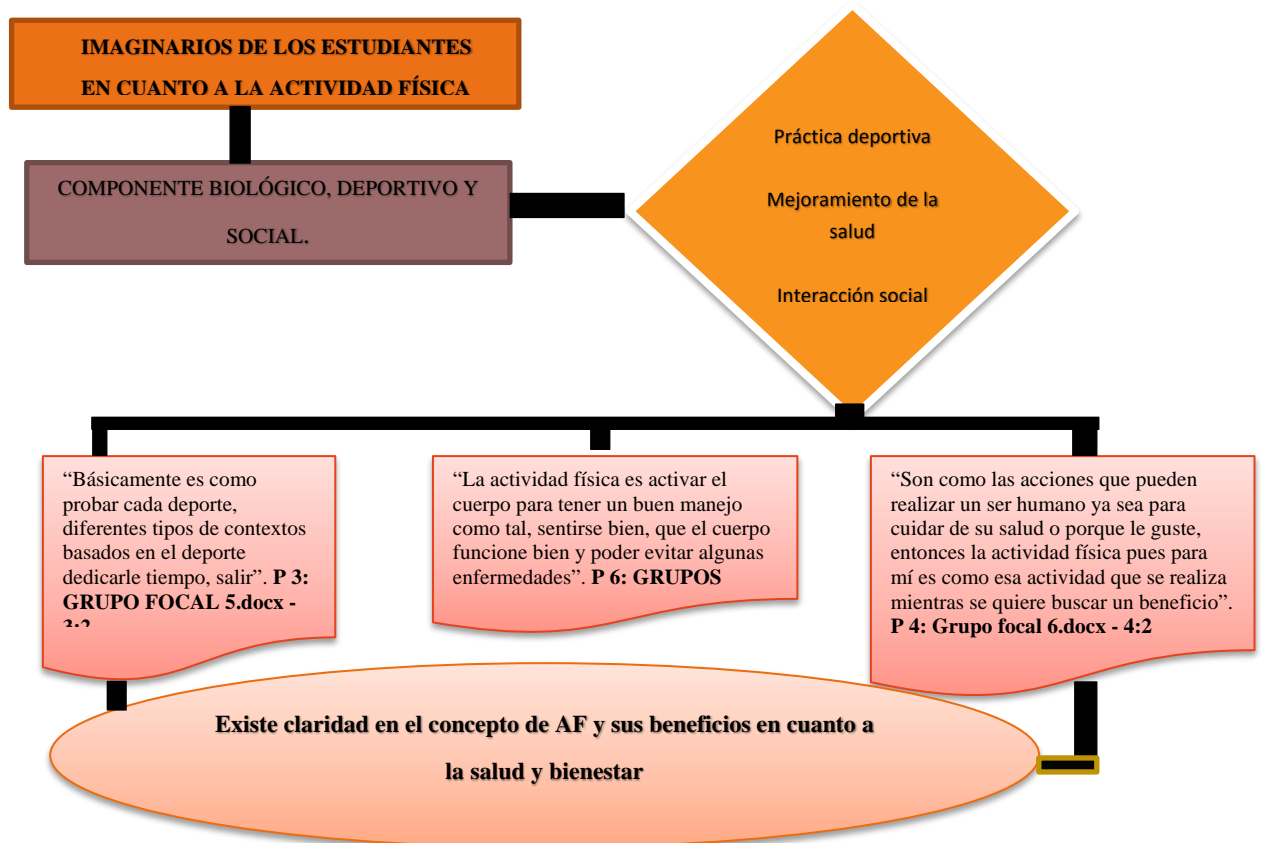 IMAGINARIOS DE LOS ESTUDIANTES
EN CUANTO A LA ACTIVIDAD FÍSICA
COMPONENTE BIOLÓGICO, DEPORTIVO Y
SOCIAL.
Práctica deportiva
Mejoramiento de la
salud
Interacción social
“Básicamente es como
probar cada deporte,
diferentes tipos de contextos
basados en el deporte
dedicarle tiempo, salir”. P 3:
GRUPO FOCAL 5.docx -
“La actividad física es activar el
cuerpo para tener un buen manejo
como tal, sentirse bien, que el cuerpo
funcione bien y poder evitar algunas
enfermedades”. P 6: GRUPOS
“Son como las acciones que pueden
realizar un ser humano ya sea para
cuidar de su salud o porque le guste,
entonces la actividad física pues para
mí es como esa actividad que se realiza
mientras se quiere buscar un beneficio”.
P 4: Grupo focal 6.docx - 4:2
Existe claridad en el concepto de AF y sus beneficios en cuanto a
la salud y bienestar